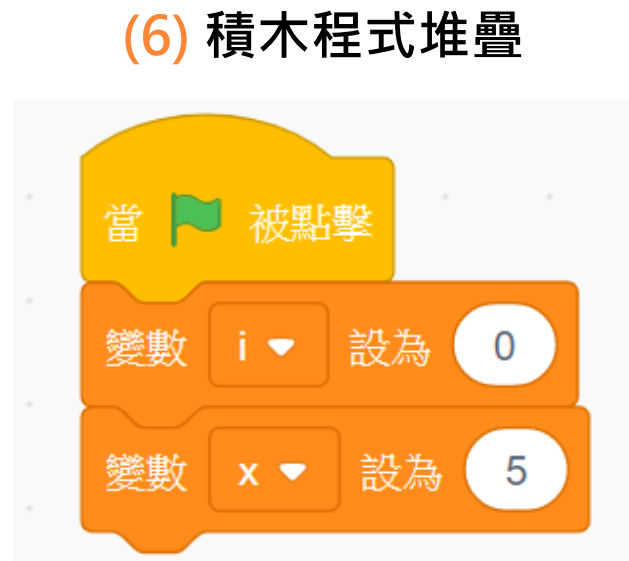 (6) 積木程式堆疊
當 被點擊
變數 i 設為 0
變數 x 設為 5